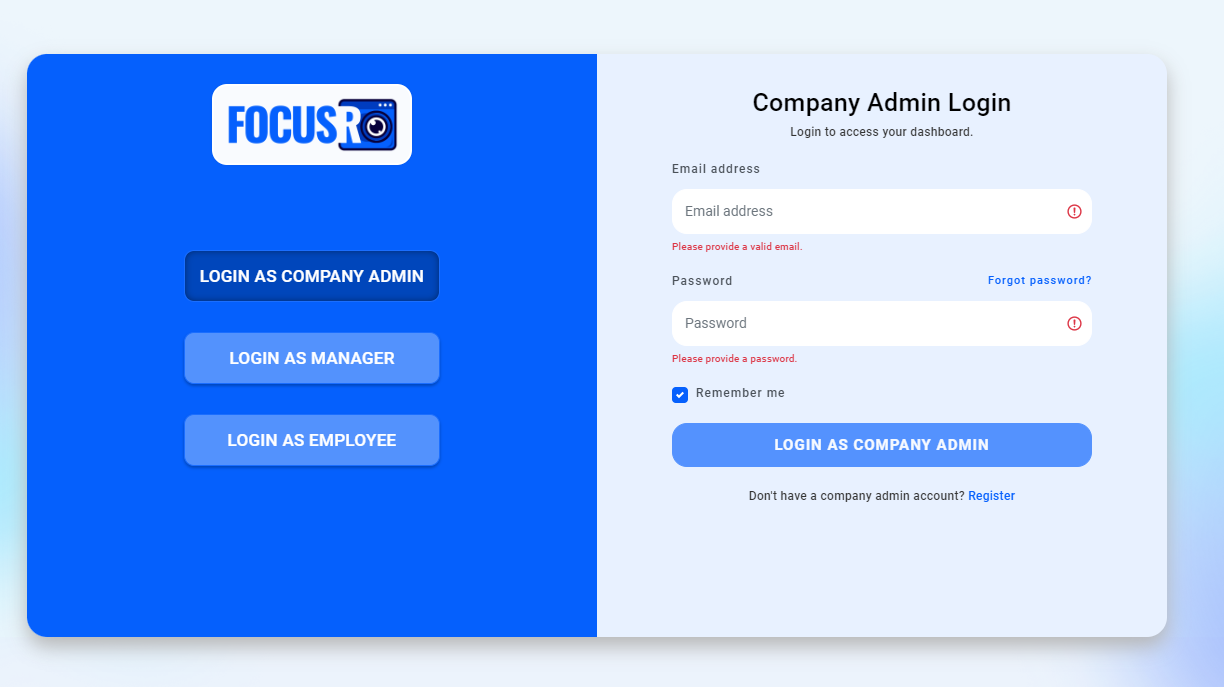 FOCUSRO
LOGIN AS COMPANY ADMIN
LOGIN AS MANAGER
LOGIN AS EMPLOYEE
Company Admin Login
Login to access your dashboard.
Email address
Email address
Please provide a valid email.
Password Forgot password?
Password
Please provide a password.
Remember me
LOGIN AS COMPANY ADMIN
Don't have a company admin account? Register